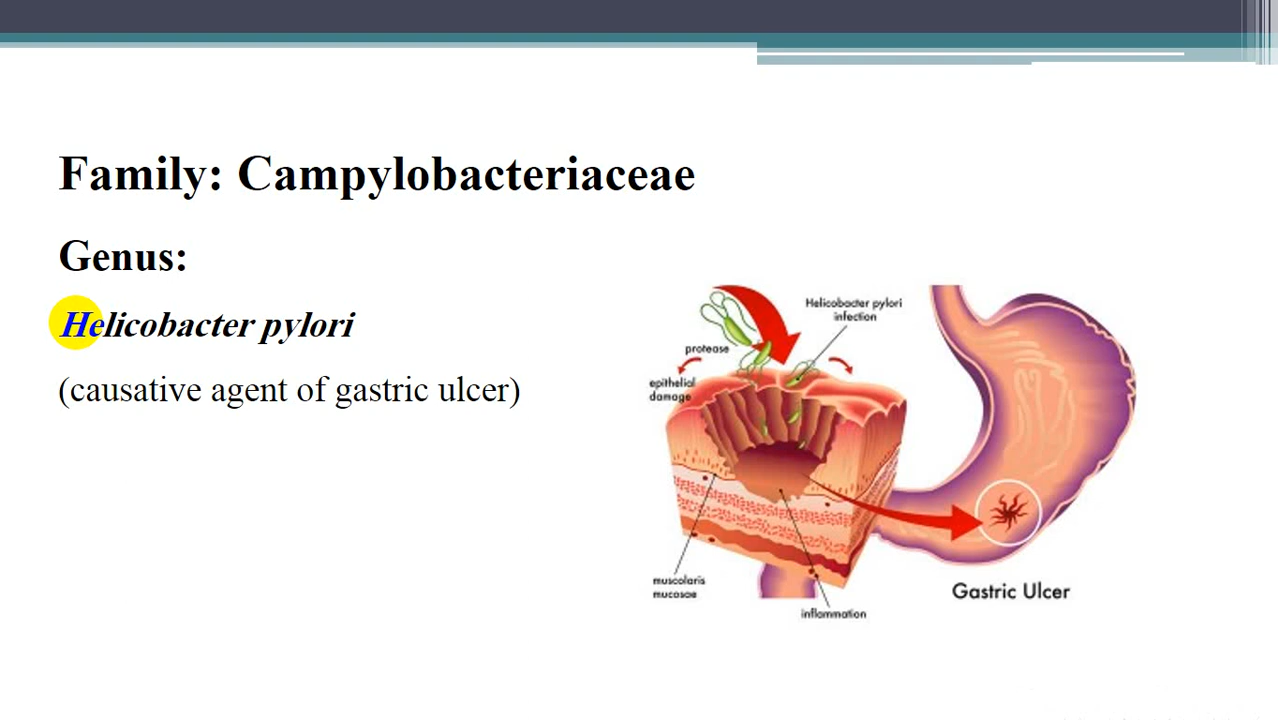 Family: Campylobacteriaceae
Genus:
Helicobacter pylori
(causative agent of gastric ulcer)
Helicobacter pylori
infection
protease
epithelial
damage
muscolaris
mucosae
inflammation
Gastric Ulcer